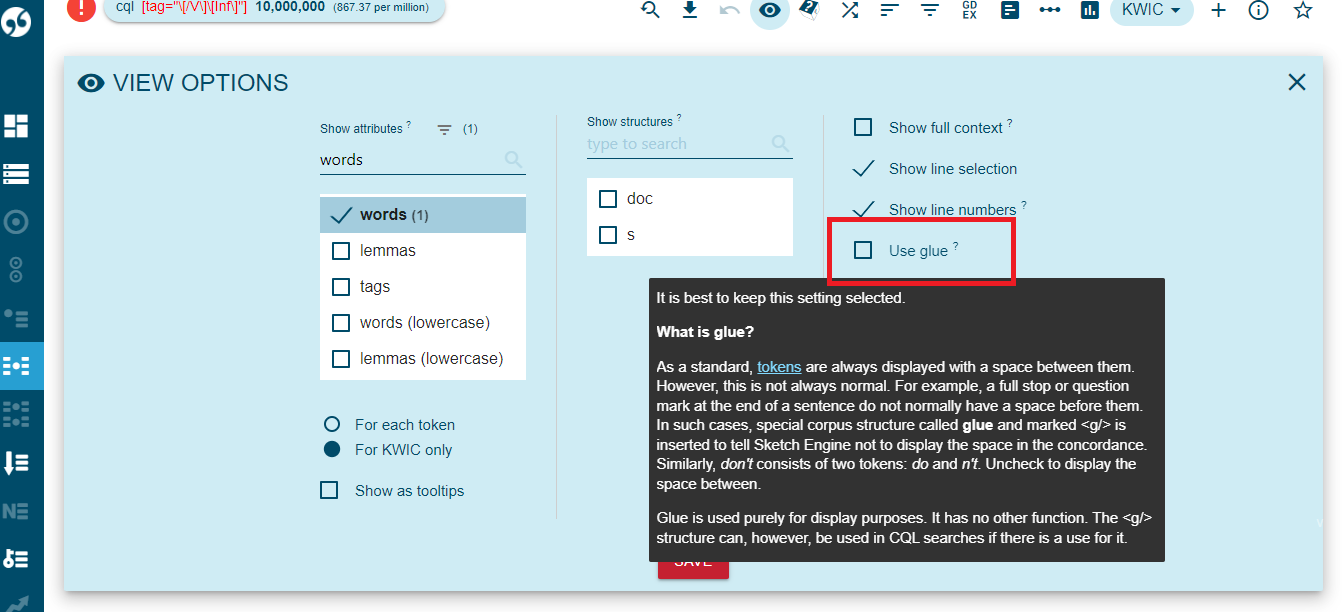 cql [tag="\[/V\]\[Inf\]"] 10,000,000 (867.37 per million)
GD
EX
KWIC
VIEW OPTIONS
Show attributes ? (1)
words
words (1)
lemmas
tags
words (lowercase)
lemmas (lowercase)
For each token
For KWIC only
Show as tooltips
Show structures ?
type to search
doc
s
Show full context ?
Show line selection
Show line numbers ?
Use glue ?
It is best to keep this setting selected.
What is glue?
As a standard, tokens are always displayed with a space between them.
However, this is not always normal. For example, a full stop or question
mark at the end of a sentence do not normally have a space before them.
In such cases, special corpus structure called glue and marked <g/> is
inserted to tell Sketch Engine not to display the space in the concordance.
Similarly, don't consists of two tokens: do and n't. Uncheck to display the
space between.
Glue is used purely for display purposes. It has no other function. The <g/>
structure can, however, be used in CQL searches if there is a use for it.
SAVE